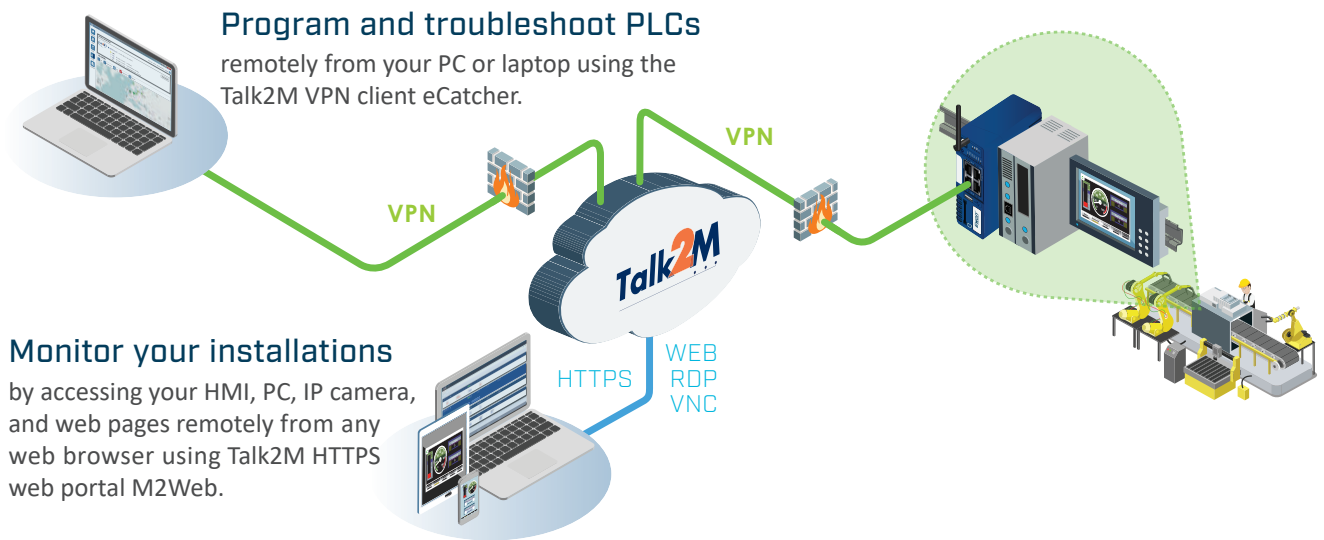 Program and troubleshoot PLCs
remotely from your PC or laptop using the
Talk2M VPN client eCatcher.
VPN
VPN
Talk2M
Monitor your installations
by accessing your HMI, PC, IP camera,
and web pages remotely from any
web browser using Talk2M HTTPS
web portal M2Web.
HTTPS
WEB
RDP
VNC